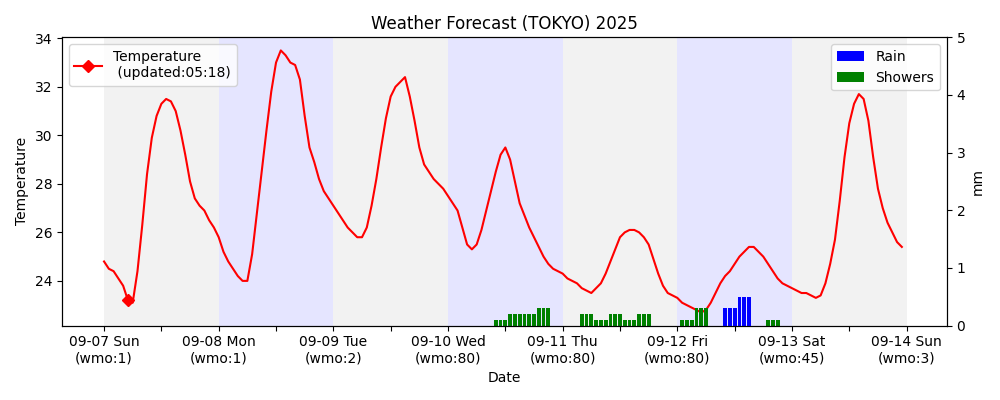 Weather Forecast (TOKYO) 2025
Temperature
(updated:05:18)
Rain
Showers
34
32
30
28
26
24
Temperature
5
4
3
2
1
0
mm
09-07 Sun
(wmo:1)
09-08 Mon
(wmo:1)
09-09 Tue
(wmo:2)
09-10 Wed
(wmo:80)
09-11 Thu
(wmo:80)
09-12 Fri
(wmo:80)
09-13 Sat
(wmo:45)
09-14 Sun
(wmo:3)
Date